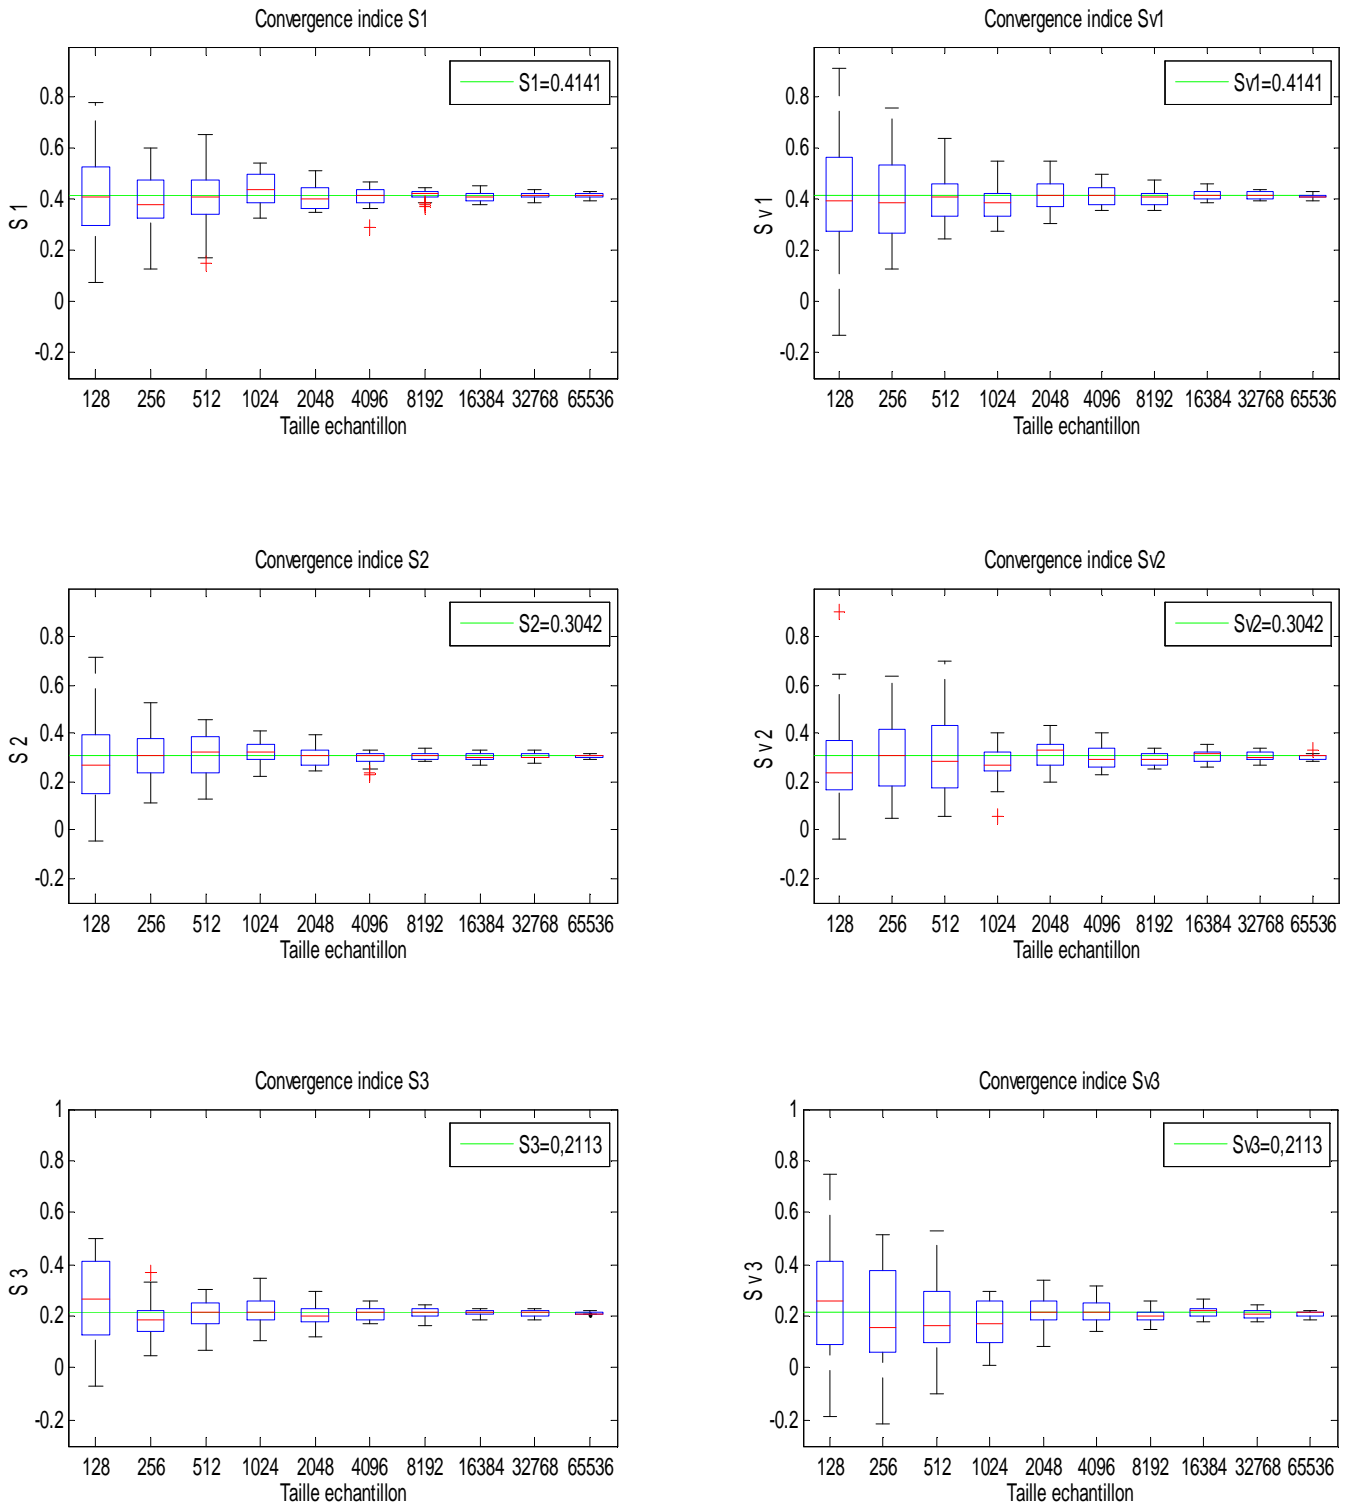 Convergence indice S1
S1=0.4141
0.8
0.6
0.4
0.2
0
-0.2
S 1
128 256 512 1024 2048 4096 8192 16384 32768 65536
Taille echantillon
Convergence indice Sv1
Sv1=0.4141
0.8
0.6
0.4
0.2
0
-0.2
S v 1
128 256 512 1024 2048 4096 8192 16384 32768 65536
Taille echantillon
Convergence indice S2
S2=0.3042
0.8
0.6
0.4
0.2
0
-0.2
S 2
128 256 512 1024 2048 4096 8192 16384 32768 65536
Taille echantillon
Convergence indice Sv2
Sv2=0.3042
0.8
0.6
0.4
0.2
0
-0.2
S v 2
128 256 512 1024 2048 4096 8192 16384 32768 65536
Taille echantillon
Convergence indice S3
S3=0,2113
1
0.8
0.6
0.4
0.2
0
-0.2
S 3
128 256 512 1024 2048 4096 8192 16384 32768 65536
Taille echantillon
Convergence indice Sv3
Sv3=0,2113
1
0.8
0.6
0.4
0.2
0
-0.2
S v 3
128 256 512 1024 2048 4096 8192 16384 32768 65536
Taille echantillon